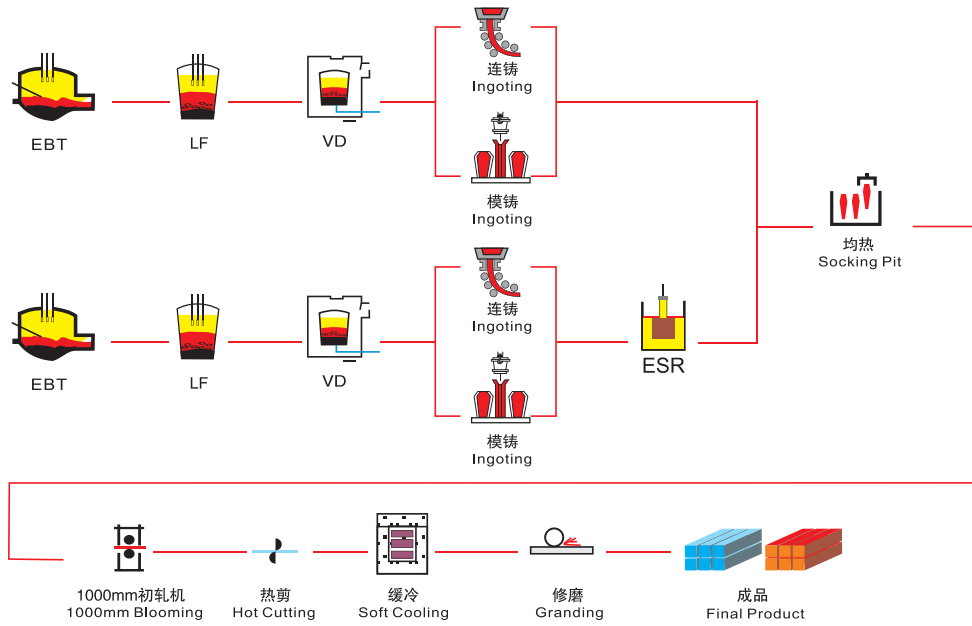 连铸
Ingoting
EBT
LF
VD
模铸
Ingoting
均热
Socking Pit
连铸
Ingoting
EBT
LF
VD
ESR
模铸
Ingoting
1000mm初轧机
1000mm Blooming
热剪
Hot Cutting
缓冷
Soft Cooling
修磨
Granding
成品
Final Product